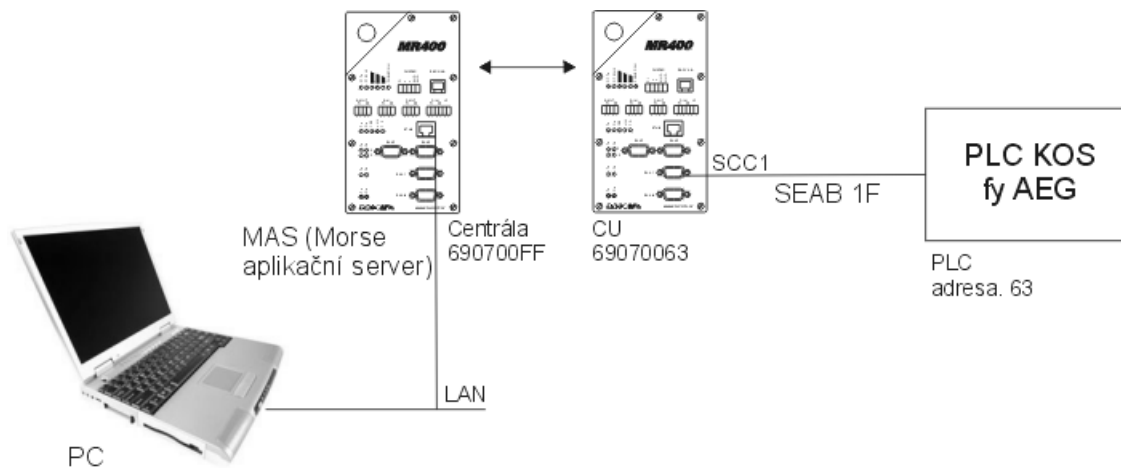 MR400
MR400
SCC1
SEAB 1F
PLC KOS
fy AEG
PLC
adresa. 63
MAS (Morse
aplikační server)
Centrála
690700FF
CU
69070063
LAN
PC